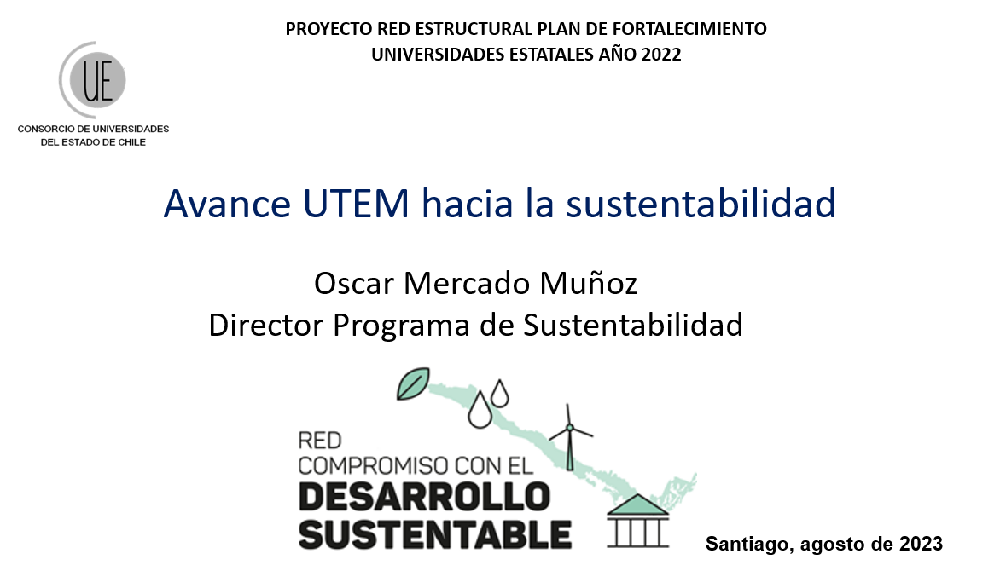 PROYECTO RED ESTRUCTURAL PLAN DE FORTALECIMIENTO
UNIVERSIDADES ESTATALES AÑO 2022
UE
CONSORCIO DE UNIVERSIDADES
DEL ESTADO DE CHILE
Avance UTEM hacia la sustentabilidad
Oscar Mercado Muñoz
Director Programa de Sustentabilidad
RED
COMPROMISO CON EL
DESARROLLO
SUSTENTABLE
Santiago, agosto de 2023